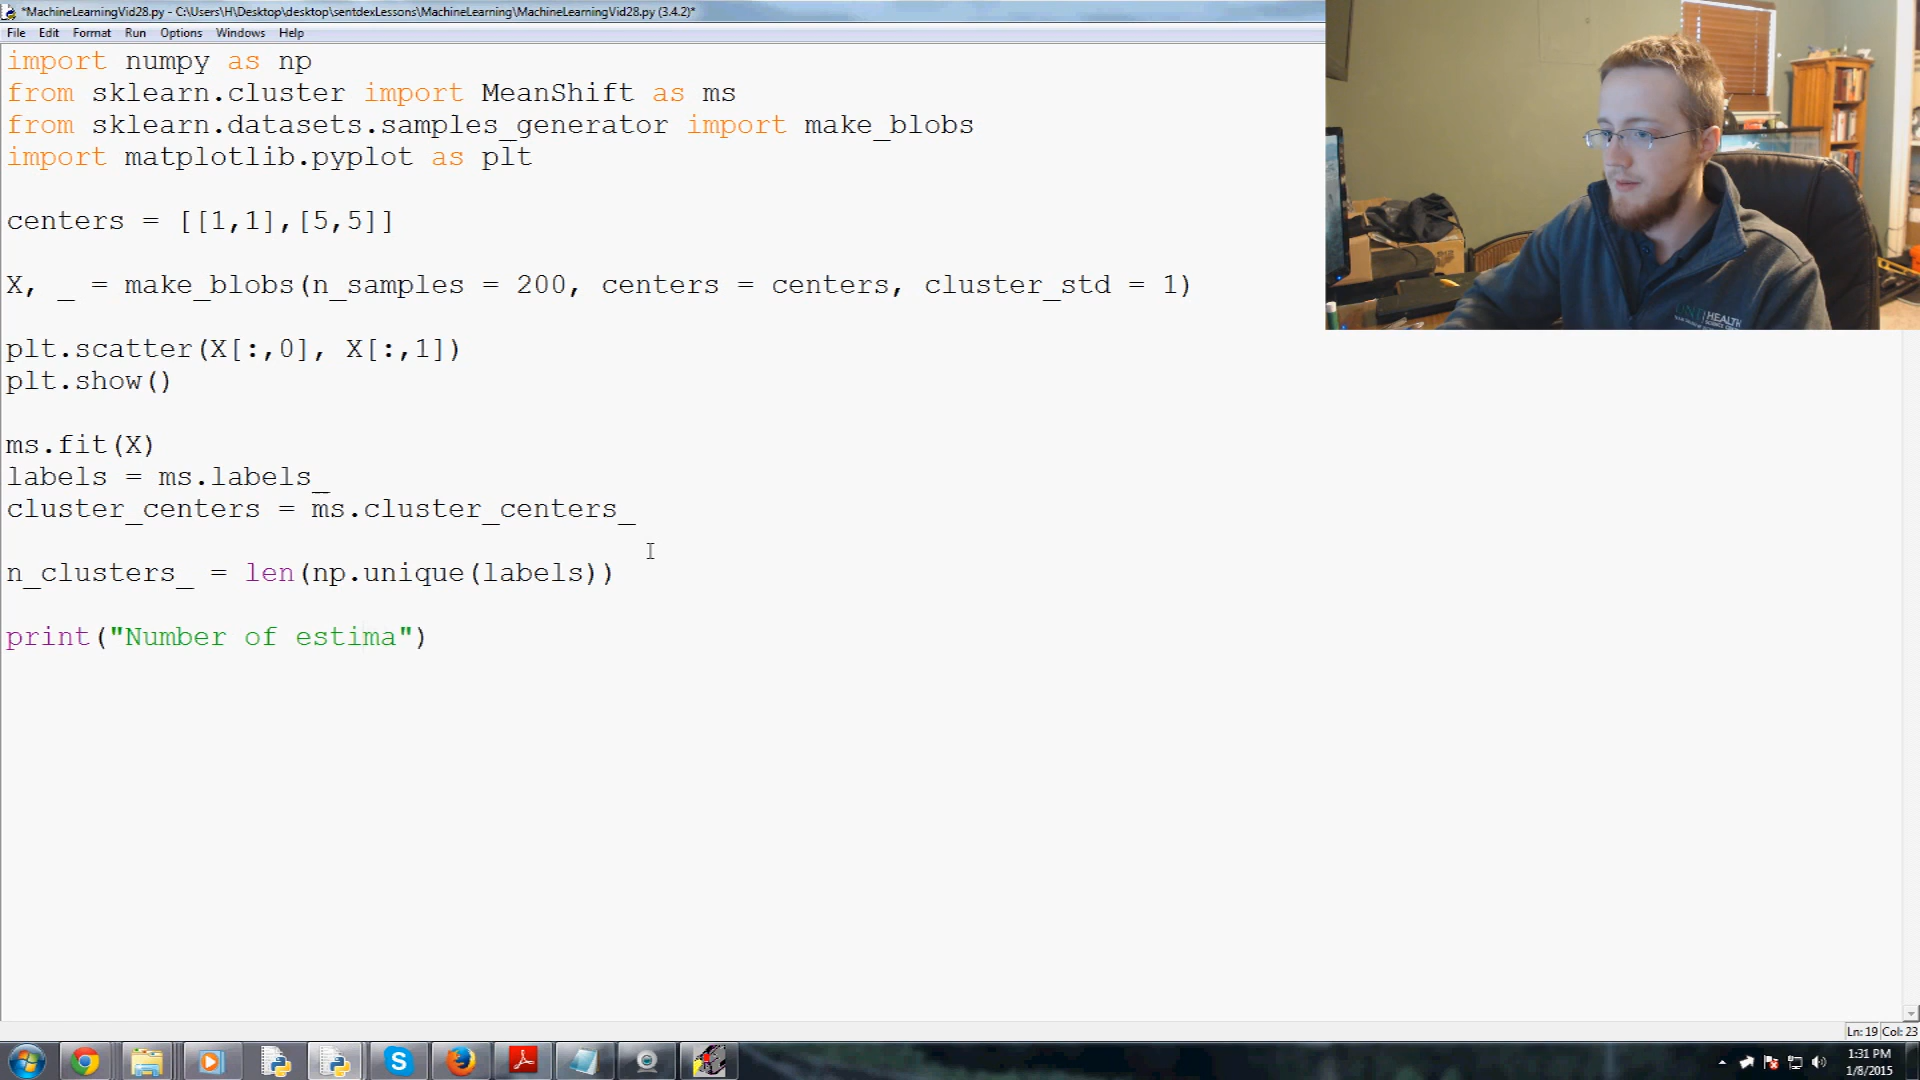 *MachineLearningVid28.py - C:\Users\H\Desktop\desktop\sentdexLessons\MachineLearning\MachineLearningVid28.py (3.4.2)*
File Edit Format Run Options Windows Help
import numpy as np
from sklearn.cluster import MeanShift as ms
from sklearn.datasets.samples_generator import make_blobs
import matplotlib.pyplot as plt
centers = [[1,1],[5,5]]
X, _ = make_blobs(n_samples = 200, centers = centers, cluster_std = 1)
plt.scatter(X[:,0], X[:,1])
plt.show()
ms.fit(X)
labels = ms.labels_
cluster_centers = ms.cluster_centers_
n_clusters_ = len(np.unique(labels))
print("Number of estima")
HEALTH
Ln: 19 Col: 23
1:31 PM
1/8/2015